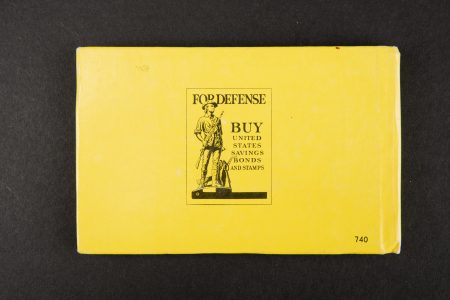 FOR DEFENSE
BUY
UNITED
STATES
SAVINGS
BONDS
AND STAMPS
740